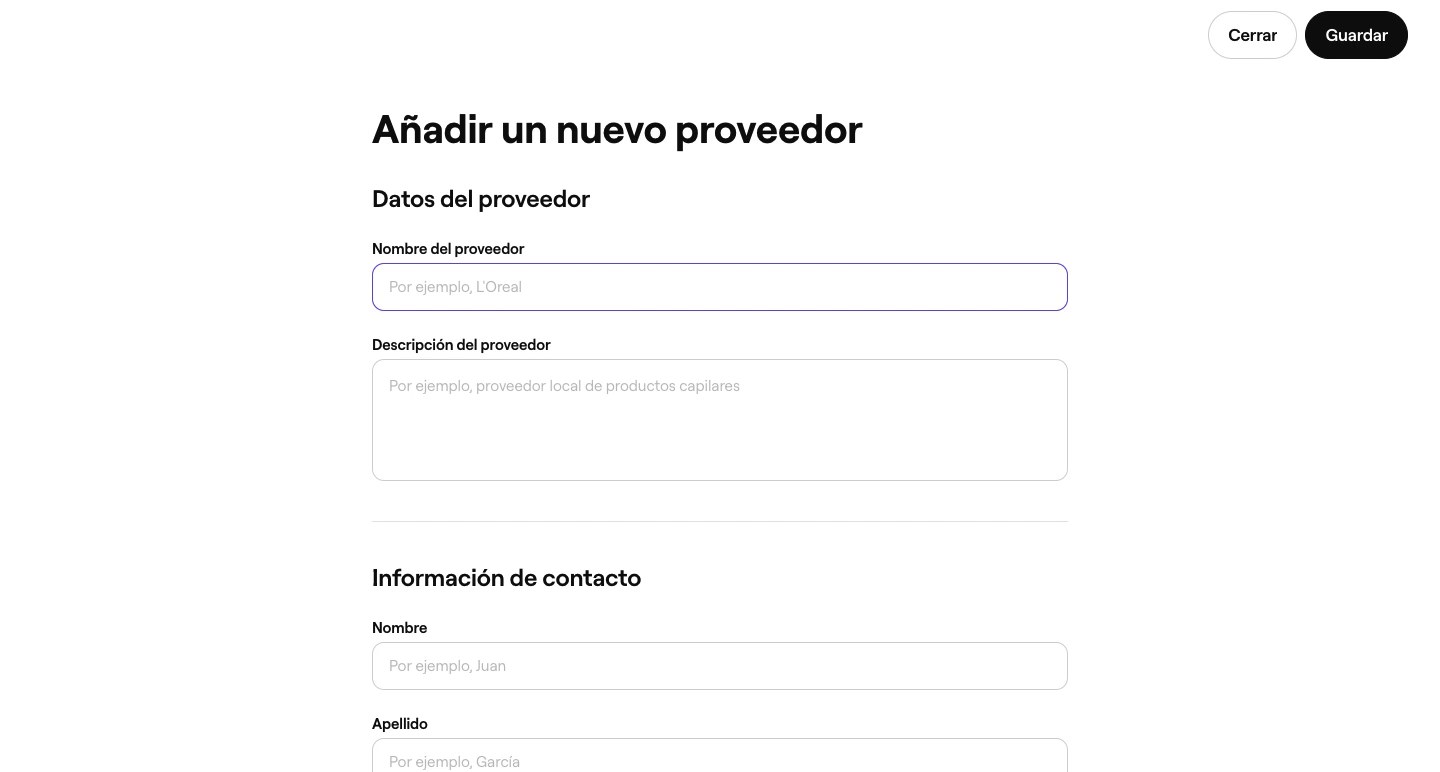 Cerrar
Guardar
Añadir un nuevo proveedor
Datos del proveedor
Nombre del proveedor
Por ejemplo, L'Oreal
Descripción del proveedor
Por ejemplo, proveedor local de productos capilares
Información de contacto
Nombre
Por ejemplo, Juan
Apellido
Por ejemplo, García